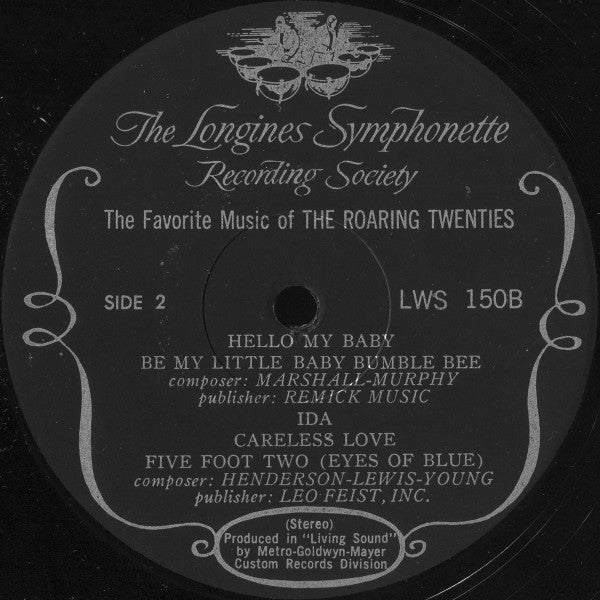 The Longines Symphonette
Recording Society
The Favorite Music of THE ROARING TWENTIES
SIDE 2
LWS 150B
HELLO MY BABY
BE MY LITTLE BABY BUMBLE BEE
composer: MARSHALL-MURPHY
publisher: REMICK MUSIC
IDA
CARELESS LOVE
FIVE FOOT TWO (EYES OF BLUE)
composer: HENDERSON-LEWIS-YOUNG
publisher: LEO FEIST, INC.
(Stereo)
Produced in "Living Sound"
by Metro-Goldwyn-Mayer
Custom Records Division